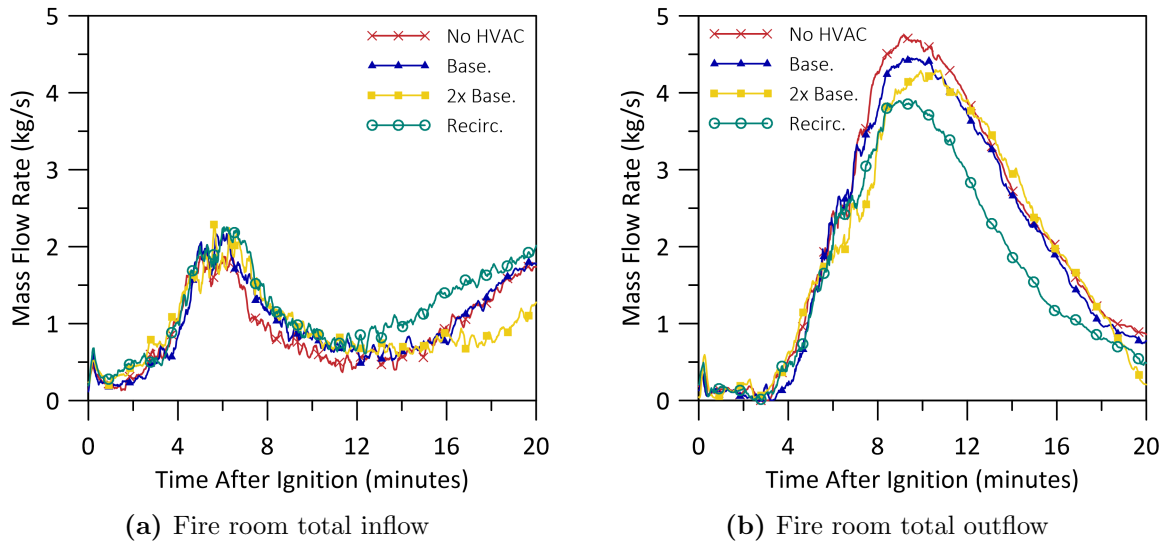 5
4
3
2
1
0
Mass Flow Rate (kg/s)
No HVAC
Base.
2x Base.
Recirc.
0 4 8 12 16 20
Time After Ignition (minutes)
(a) Fire room total inflow
5
4
3
2
1
0
Mass Flow Rate (kg/s)
No HVAC
Base.
2x Base.
Recirc.
0 4 8 12 16 20
Time After Ignition (minutes)
(b) Fire room total outflow